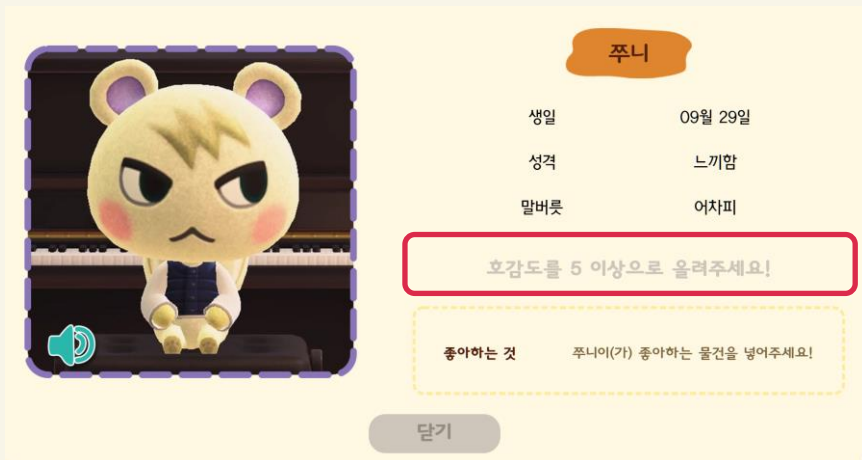 쭈니
생일 09월 29일
성격 느끼함
말버릇 어차피
호감도를 5 이상으로 올려주세요!
좋아하는 것 쭈니이(가) 좋아하는 물건을 넣어주세요!
닫기